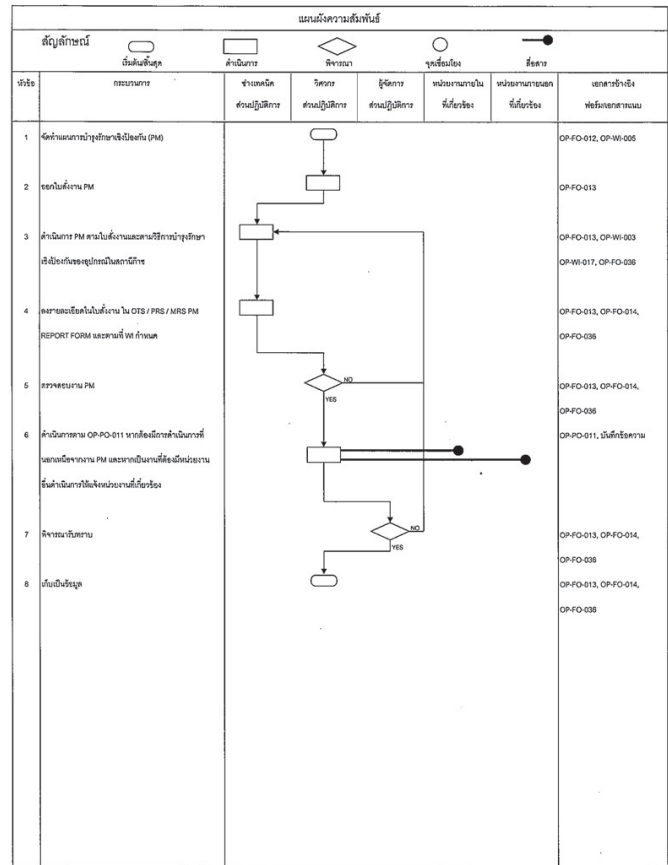 แผนผังความสัมพันธ์
สัญลักษณ์
เริ่มต้น/สิ้นสุด ดำเนินการ พิจารณา จุดเชื่อมโยง สื่อสาร
หัวข้อ กระบวนการ ช่างเทคนิค วิศวกร ผู้จัดการ หน่วยงานภายใน หน่วยงานภายนอก เอกสารอ้างอิง
ส่วนปฏิบัติการ ส่วนปฏิบัติการ ส่วนปฏิบัติการ ที่เกี่ยวข้อง ที่เกี่ยวข้อง ฟอร์มเอกสารแนบ
1 จัดทำแผนการบำรุงรักษาเชิงป้องกัน (PM) OP-FO-012, OP-WI-005
2 ออกใบสั่งงาน PM OP-FO-013
3 ดำเนินการ PM ตามใบสั่งงานและตามวิธีการบำรุงรักษา OP-FO-013, OP-WI-003
เชิงป้องกันของอุปกรณ์ในสถานีก๊าซ OP-WI-017, OP-FO-036
4 ลงรายละเอียดในใบสั่งงาน ใน OTS / PRS / MRS PM OP-FO-013, OP-FO-014,
REPORT FORM และตามที่ WI กำหนด OP-FO-036
5 ตรวจสอบงาน PM NO OP-FO-013, OP-FO-014,
YES OP-FO-036
6 ดำเนินการตาม OP-PO-011 หากต้องมีการดำเนินการที่ OP-PO-011, บันทึกข้อความ
นอกเหนือจากงาน PM และหากเป็นงานที่ต้องมีหน่วยงาน
อื่นดำเนินการให้แจ้งหน่วยงานที่เกี่ยวข้อง
7 พิจารณารับทราบ NO OP-FO-013, OP-FO-014,
YES OP-FO-036
8 เก็บเป็นข้อมูล OP-FO-013, OP-FO-014,
OP-FO-036